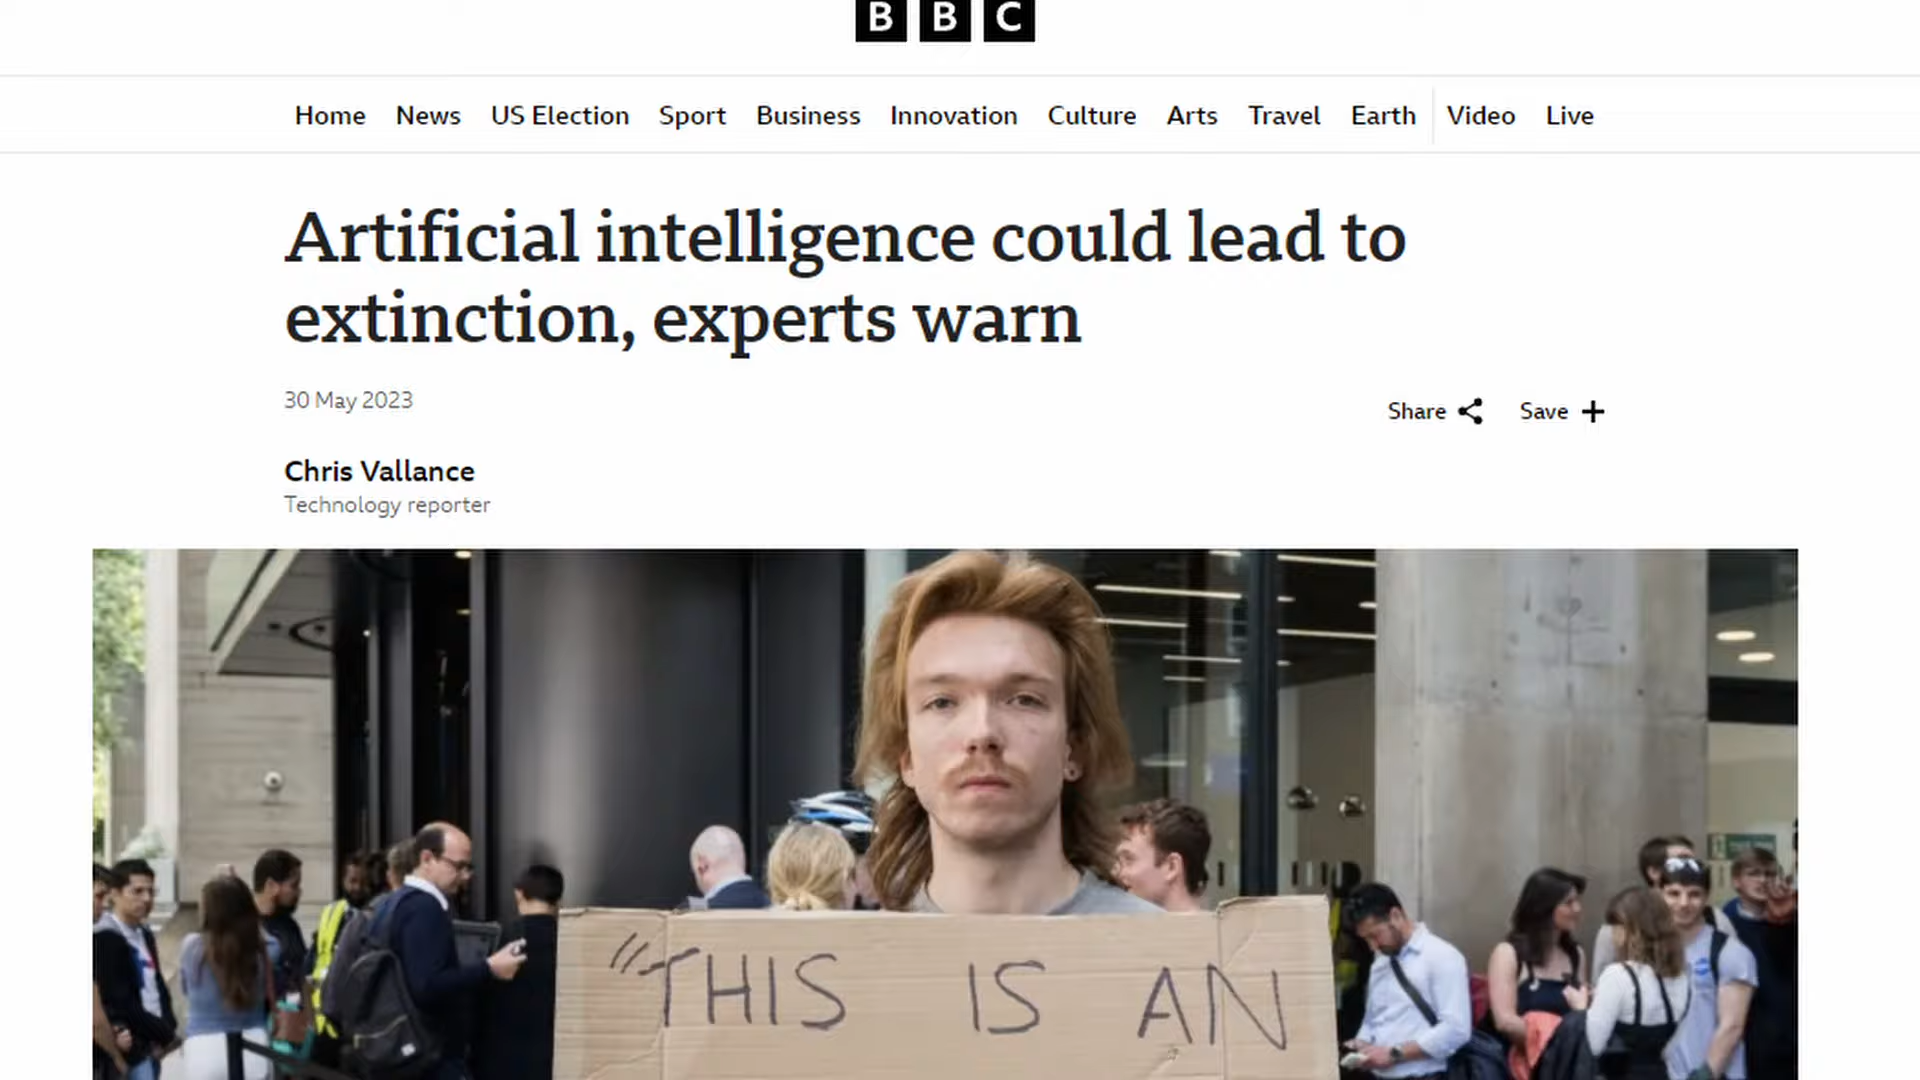 BBC
Home News US Election Sport Business Innovation Culture Arts Travel Earth Video Live
Artificial intelligence could lead to
extinction, experts warn
30 May 2023
Share Save
Chris Vallance
Technology reporter
"THIS IS AN